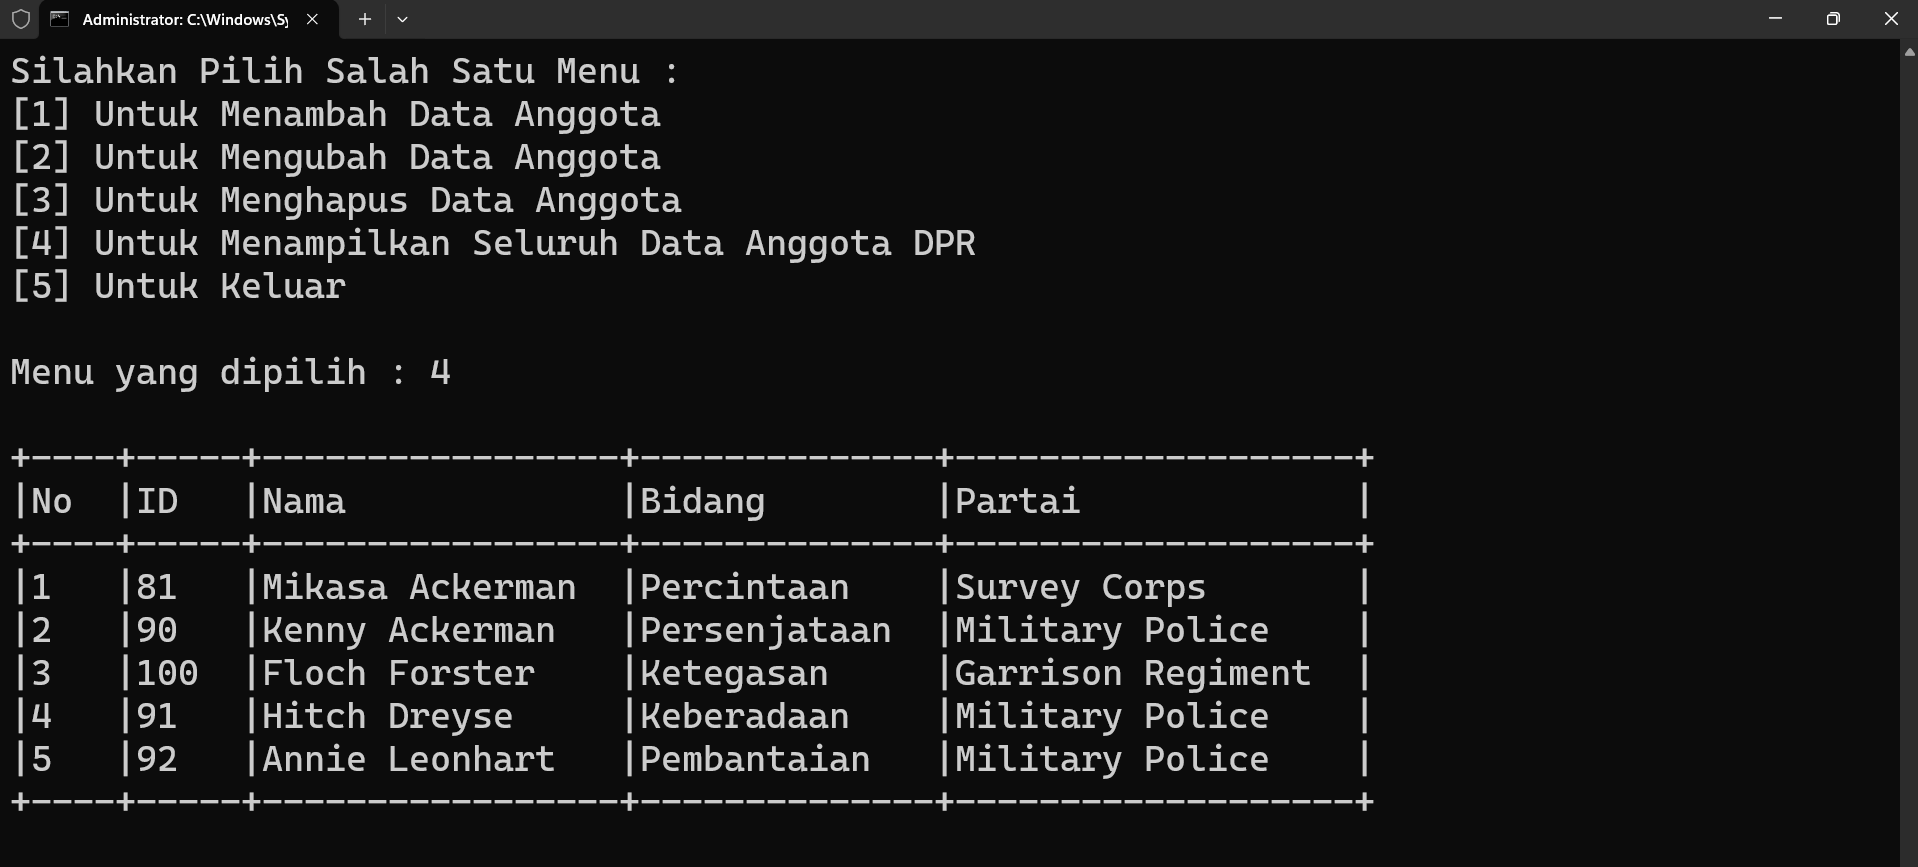 Administrator: C:\Windows\Sy
Silahkan Pilih Salah Satu Menu :
[1] Untuk Menambah Data Anggota
[2] Untuk Mengubah Data Anggota
[3] Untuk Menghapus Data Anggota
[4] Untuk Menampilkan Seluruh Data Anggota DPR
[5] Untuk Keluar
Menu yang dipilih : 4
+----+-----+-----------------+--------------+-------------------+
|No  |ID   |Nama             |Bidang        |Partai             |
+----+-----+-----------------+--------------+-------------------+
|1   |81   |Mikasa Ackerman  |Percintaan    |Survey Corps       |
|2   |90   |Kenny Ackerman   |Persenjataan  |Military Police    |
|3   |100  |Floch Forster    |Ketegasan     |Garrison Regiment  |
|4   |91   |Hitch Dreyse     |Keberadaan    |Military Police    |
|5   |92   |Annie Leonhart   |Pembantaian   |Military Police    |
+----+-----+-----------------+--------------+-------------------+